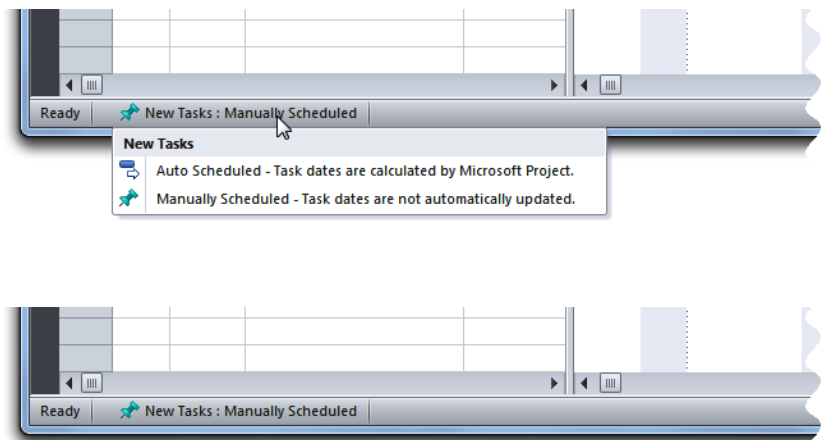 Ready New Tasks : Manually Scheduled
New Tasks
Auto Scheduled - Task dates are calculated by Microsoft Project.
Manually Scheduled - Task dates are not automatically updated.
Ready New Tasks : Manually Scheduled